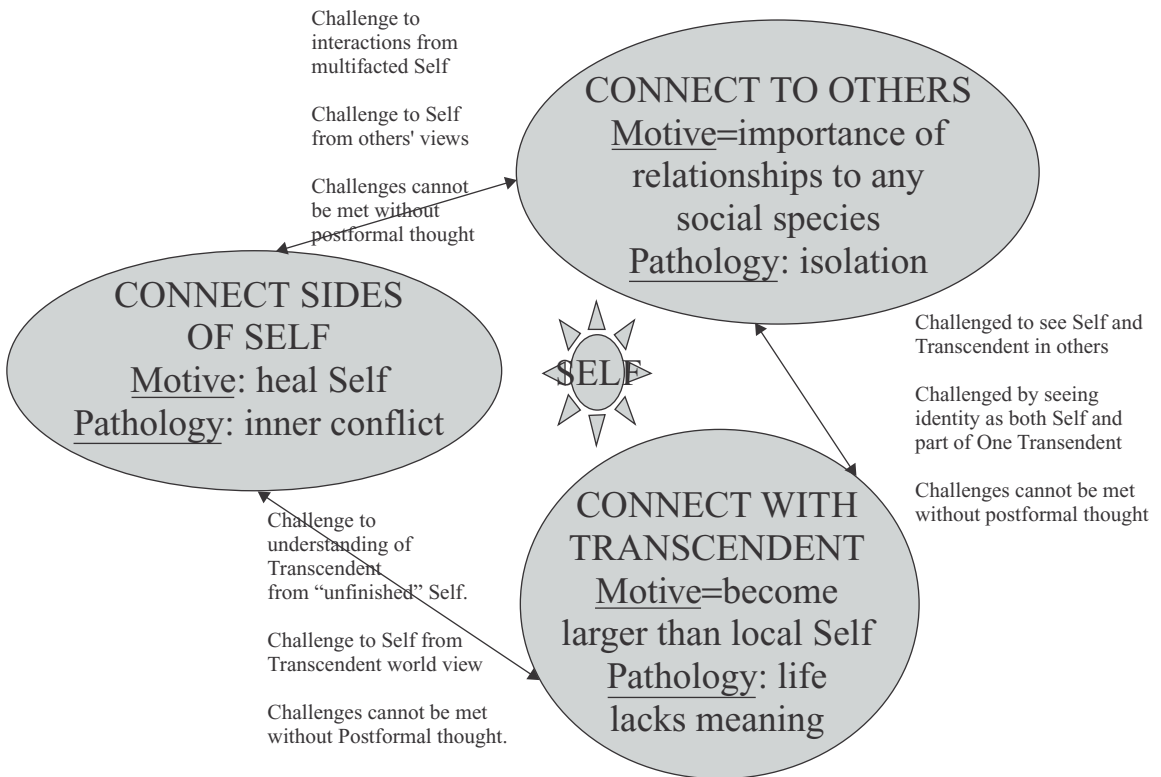 Challenge to
interactions from
multifacted Self
Challenge to Self
from others' views
Challenges cannot
be met without
postformal thought
CONNECT TO OTHERS
Motive=importance of
relationships to any
social species
Pathology: isolation
CONNECT SIDES
OF SELF
Motive: heal Self
Pathology: inner conflict
SELF
Challenged to see Self and
Transcendent in others
Challenged by seeing
identity as both Self and
part of One Transendent
Challenges cannot be met
without postformal thought
Challenge to
understanding of
Transcendent
from “unfinished” Self.
Challenge to Self from
Transcendent world view
Challenges cannot be met
without Postformal thought.
CONNECT WITH
TRANSCENDENT
Motive=become
larger than local Self
Pathology: life
lacks meaning